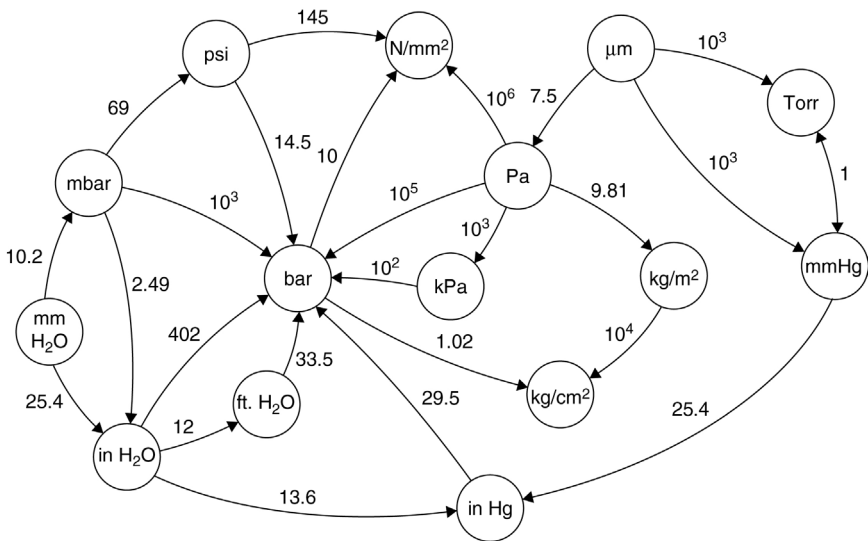 145
psi
N/mm²
μm
10³
Torr
69
10⁶
7.5
14.5
10
mbar
Pa
10³
1
10³
10⁵
9.81
10³
10.2
2.49
bar
10²
kPa
kg/m²
mmHg
mm
H₂O
402
33.5
1.02
10⁴
25.4
ft. H₂O
kg/cm²
29.5
25.4
12
in H₂O
13.6
in Hg